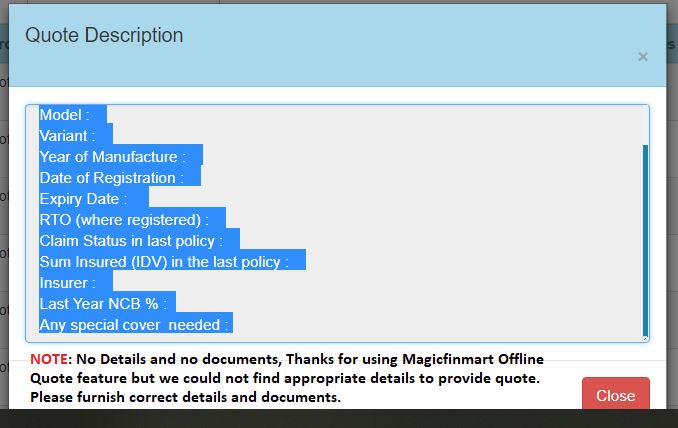 Quote Description
×
Model :
Variant :
Year of Manufacture :
Date of Registration :
Expiry Date :
RTO (where registered) :
Claim Status in last policy :
Sum Insured (IDV) in the last policy :
Insurer :
Last Year NCB % :
Any special cover  needed :
NOTE: No Details and no documents, Thanks for using Magicfinmart Offline
Quote feature but we could not find appropriate details to provide quote.
Please furnish correct details and documents.
Close